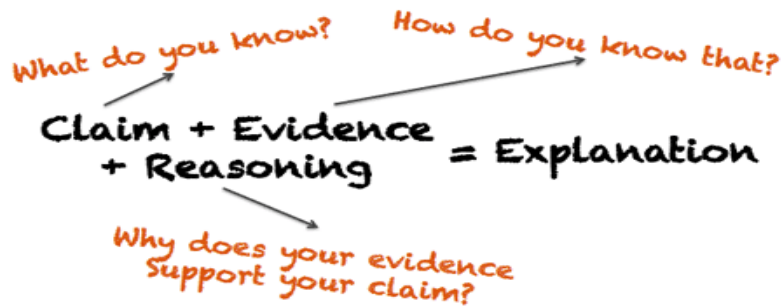 What do you know?
How do you know that?
Claim + Evidence
+ Reasoning
= Explanation
Why does your evidence
Support your claim?